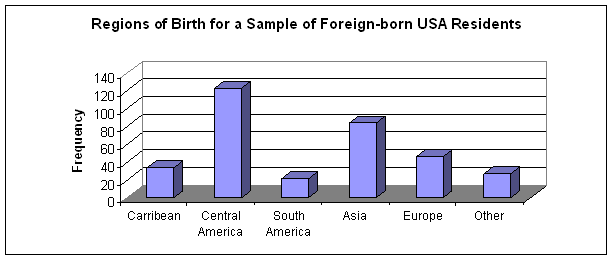 Regions of Birth for a Sample of Foreign-born USA Residents
140
120
100
80
60
40
20
0
Frequency
Carribean
Central America
South America
Asia
Europe
Other